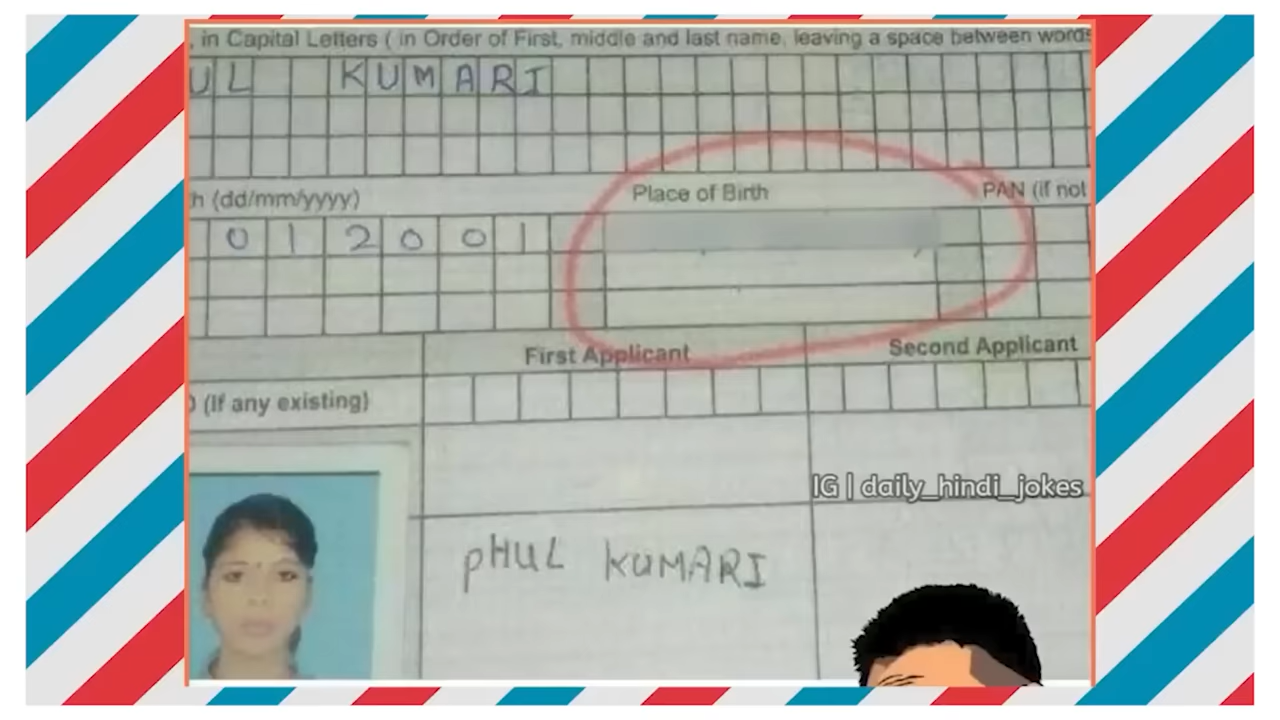 , in Capital Letters ( in Order of First, middle and last name, leaving a space between words
UL KUMARI
h (dd/mm/yyyy) Place of Birth PAN (if not
0 1 2 0 0 1
First Applicant Second Applicant
D (If any existing)
IG | daily_hindi_jokes
pHUL KUMARI